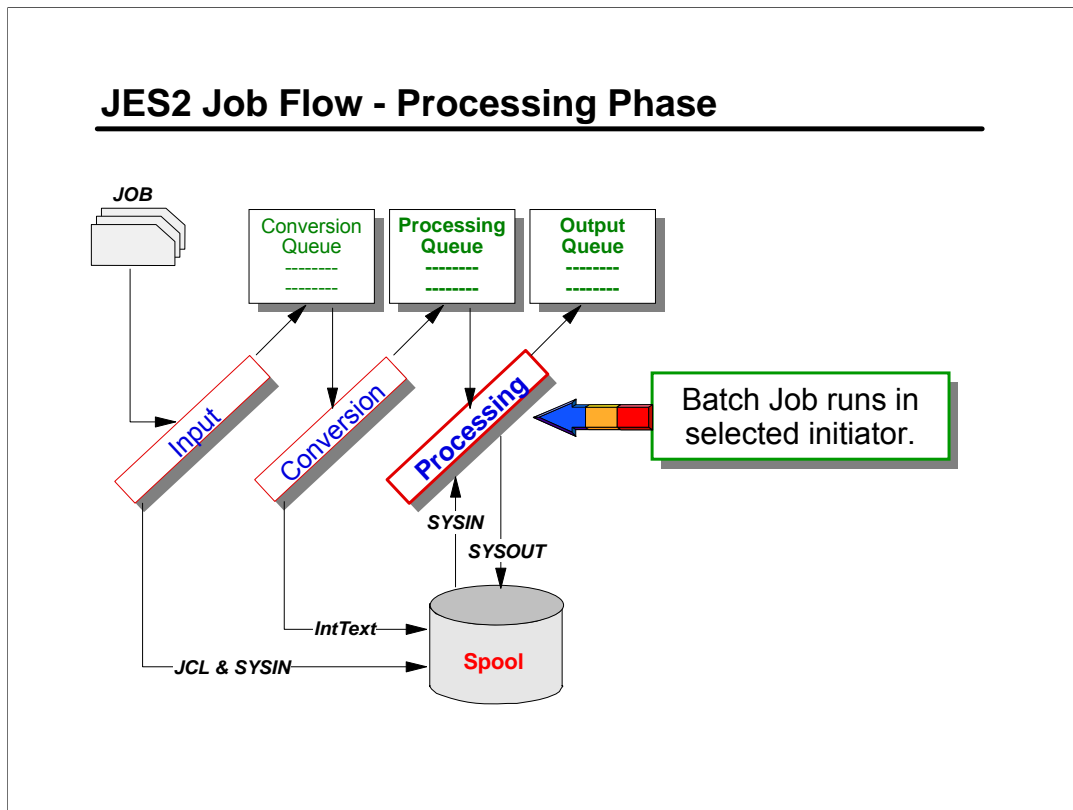 JES2 Job Flow - Processing Phase
JOB
Conversion
Queue
--------
--------
Processing
Queue
--------
--------
Output
Queue
--------
--------
Input
Conversion
Processing
Batch Job runs in
selected initiator.
SYSIN
SYSOUT
IntText
JCL & SYSIN
Spool